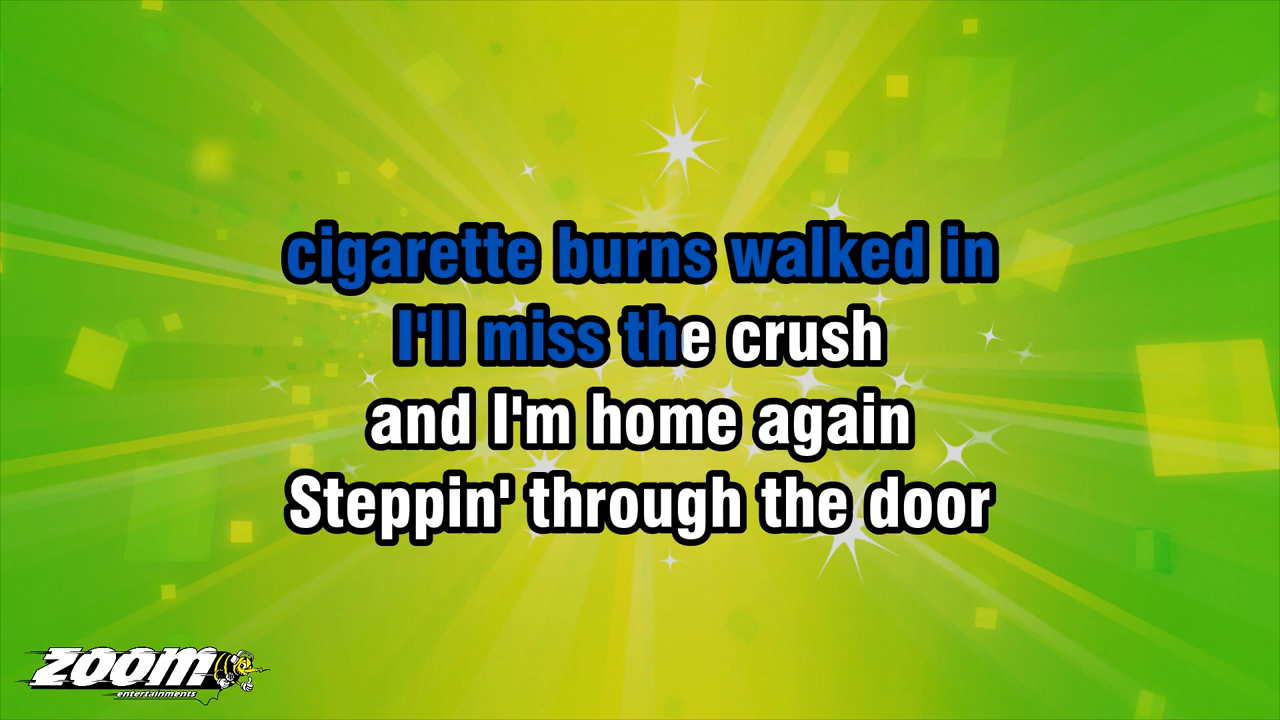 cigarette burns walked in
I'll miss the crush
and I'm home again
Steppin' through the door
zoom
entertainments